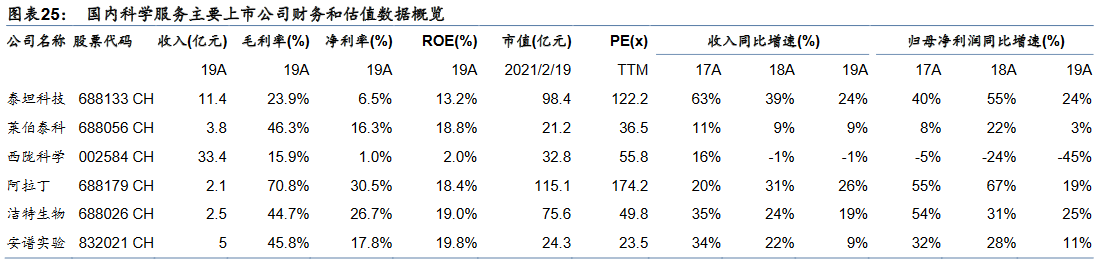 图表25： 国内科学服务主要上市公司财务和估值数据概览
公司名称 股票代码 收入(亿元) 毛利率(%) 净利率(%) ROE(%) 市值(亿元) PE(x) 收入同比增速(%) 归母净利润同比增速(%)
19A 19A 19A 19A 2021/2/19 TTM 17A 18A 19A 17A 18A 19A
泰坦科技 688133 CH 11.4 23.9% 6.5% 13.2% 98.4 122.2 63% 39% 24% 40% 55% 24%
莱伯泰科 688056 CH 3.8 46.3% 16.3% 18.8% 21.2 36.5 11% 9% 9% 8% 22% 3%
西陇科学 002584 CH 33.4 15.9% 1.0% 2.0% 32.8 55.8 16% -1% -1% -5% -24% -45%
阿拉丁 688179 CH 2.1 70.8% 30.5% 18.4% 115.1 174.2 20% 31% 26% 55% 67% 19%
洁特生物 688026 CH 2.5 44.7% 26.7% 19.0% 75.6 49.8 35% 24% 19% 54% 31% 25%
安谱实验 832021 CH 5 45.8% 17.8% 19.8% 24.3 23.5 34% 22% 9% 32% 28% 11%